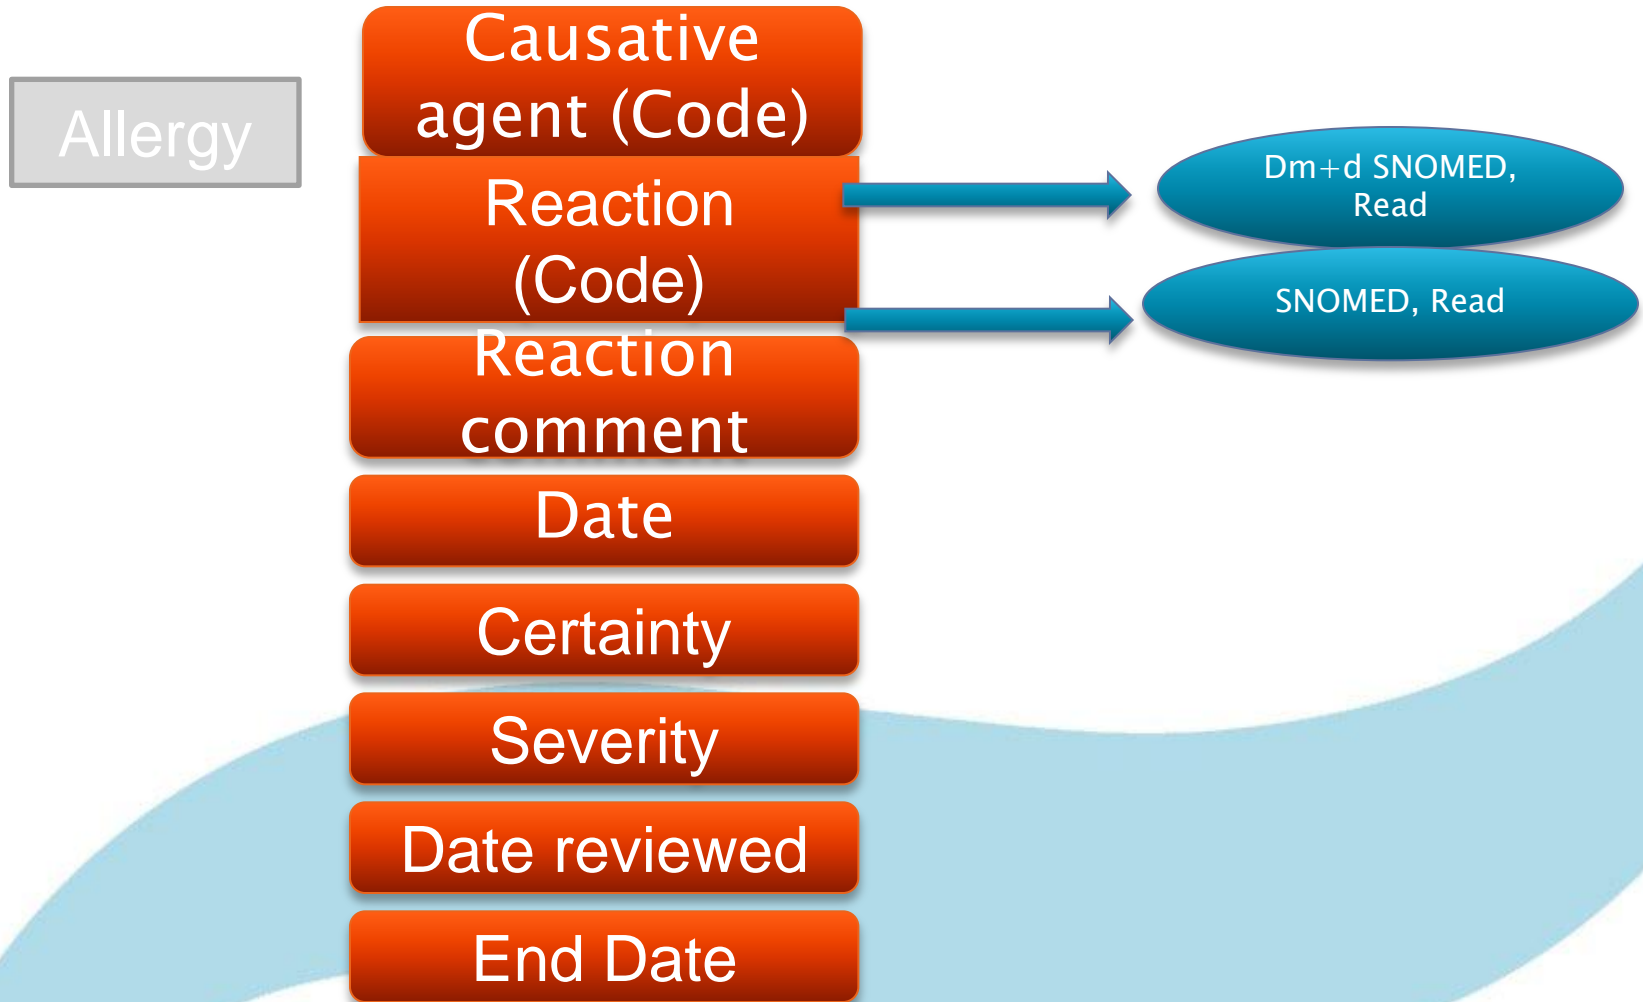 Allergy
Causative
agent (Code)
Reaction
(Code)
Reaction
comment
Date
Certainty
Severity
Date reviewed
End Date
Dm+d SNOMED,
Read
SNOMED, Read